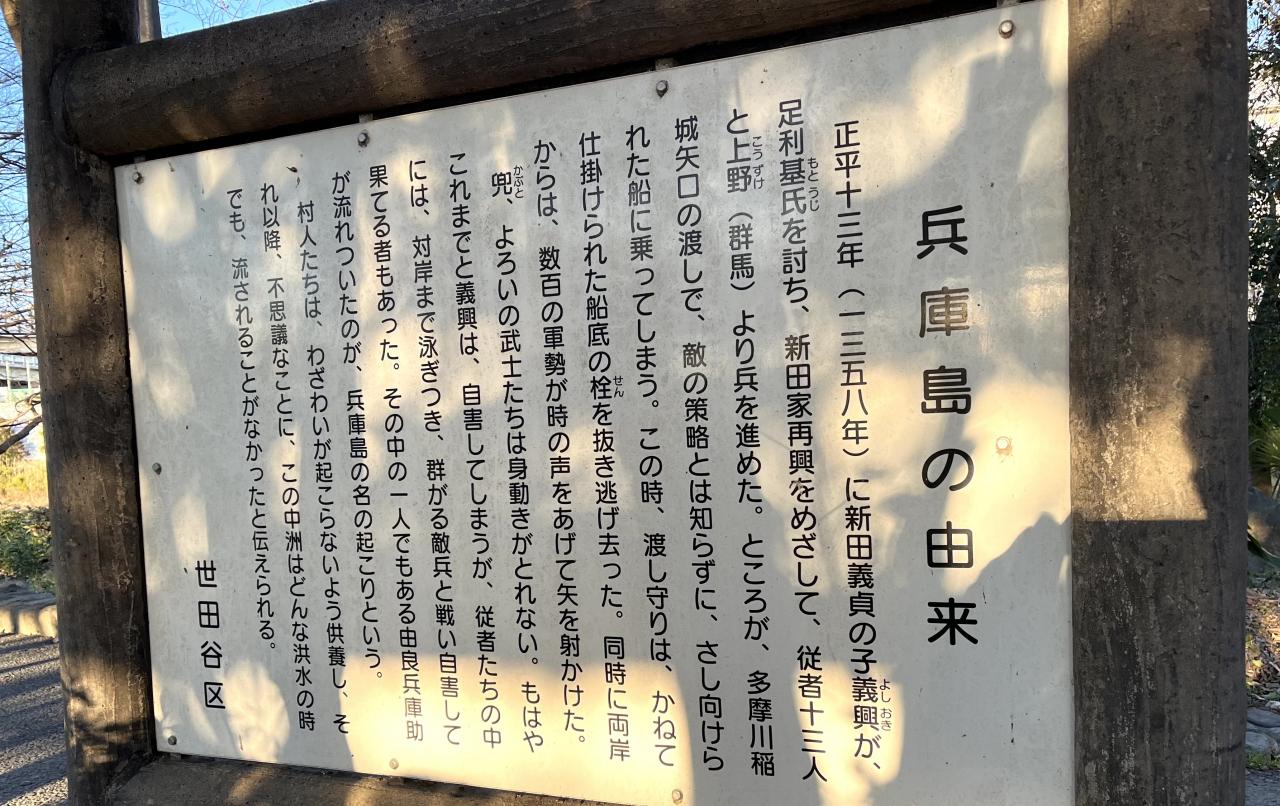 兵庫島の由来
正平十三年（一三五八年）に新田義貞の子義興が、
よしおき
足利基氏を討ち、新田家再興をめざして、従者十三人
もとうじ
と上野（群馬）より兵を進めた。ところが、多摩川稲
こうずけ
城矢口の渡しで、敵の策略とは知らずに、さし向けら
れた船に乗ってしまう。この時、渡し守りは、かねて
仕掛けられた船底の栓を抜き逃げ去った。同時に両岸
せん
からは、数百の軍勢が時の声をあげて矢を射かけた。
兜、よろいの武士たちは身動きがとれない。もはや
かぶと
これまでと義興は、自害してしまうが、従者たちの中
には、対岸まで泳ぎつき、群がる敵兵と戦い自害して
果てる者もあった。その中の一人でもある由良兵庫助
が流れついたのが、兵庫島の名の起こりという。
村人たちは、わざわいが起こらないよう供養し、そ
れ以降、不思議なことに、この中洲はどんな洪水の時
でも、流されることがなかったと伝えられる。
世田谷区